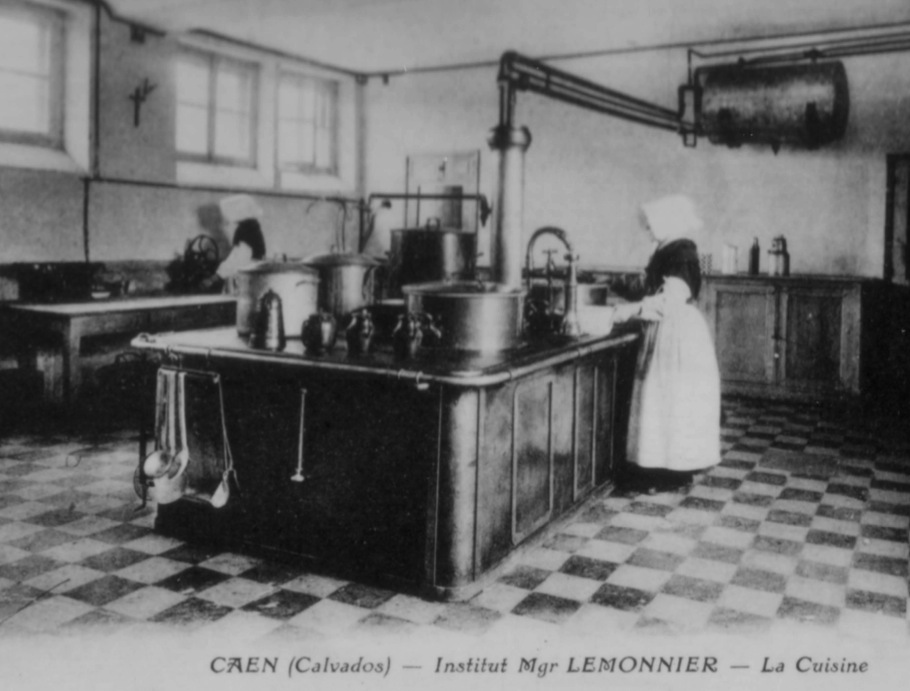 CAEN (Calvados) — Institut Mgr LEMONNIER — La Cuisine